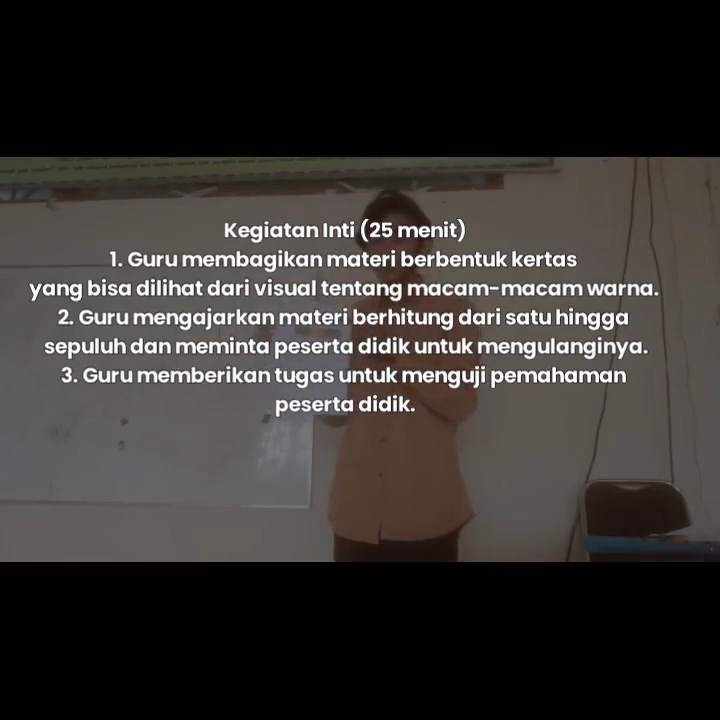 Kegiatan Inti (25 menit)
1. Guru membagikan materi berbentuk kertas
yang bisa dilihat dari visual tentang macam-macam warna.
2. Guru mengajarkan materi berhitung dari satu hingga
sepuluh dan meminta peserta didik untuk mengulanginya.
3. Guru memberikan tugas untuk menguji pemahaman
peserta didik.